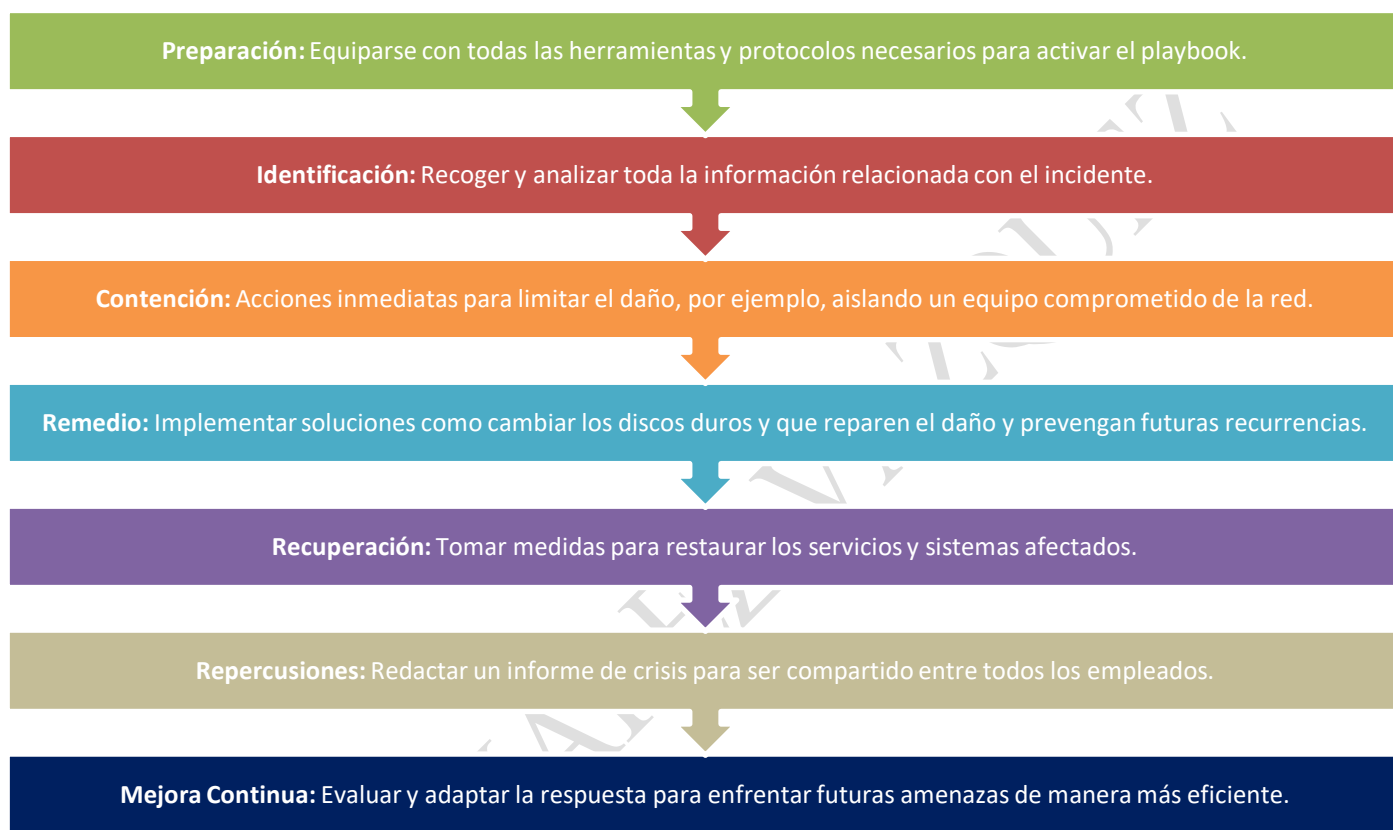 Preparación: Equiparse con todas las herramientas y protocolos necesarios para activar el playbook.
Identificación: Recoger y analizar toda la información relacionada con el incidente.
Contención: Acciones inmediatas para limitar el daño, por ejemplo, aislando un equipo comprometido de la red.
Remedio: Implementar soluciones como cambiar los discos duros y que reparen el daño y prevengan futuras recurrencias.
Recuperación: Tomar medidas para restaurar los servicios y sistemas afectados.
Repercusiones: Redactar un informe de crisis para ser compartido entre todos los empleados.
Mejora Continua: Evaluar y adaptar la respuesta para enfrentar futuras amenazas de manera más eficiente.